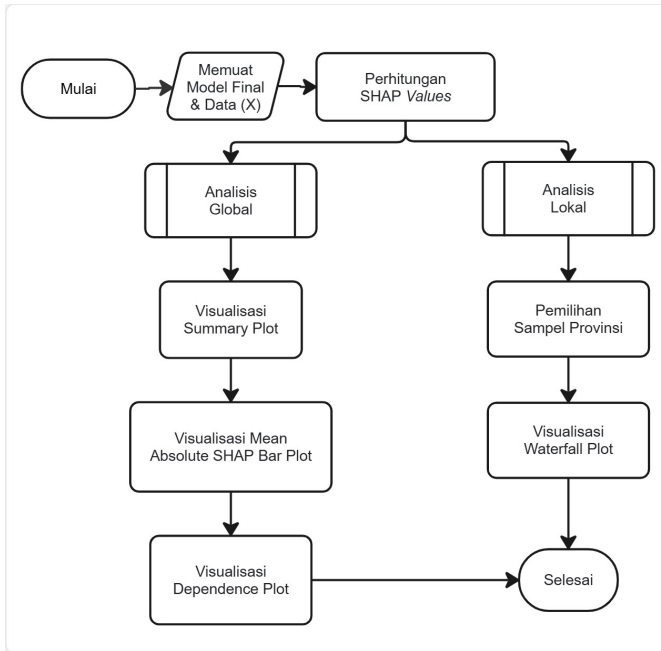 Mulai
Memuat
Model Final
& Data (X)
Perhitungan
SHAP Values
Analisis
Global
Analisis
Lokal
Visualisasi
Summary Plot
Pemilihan
Sampel Provinsi
Visualisasi Mean
Absolute SHAP Bar Plot
Visualisasi
Waterfall Plot
Visualisasi
Dependence Plot
Selesai